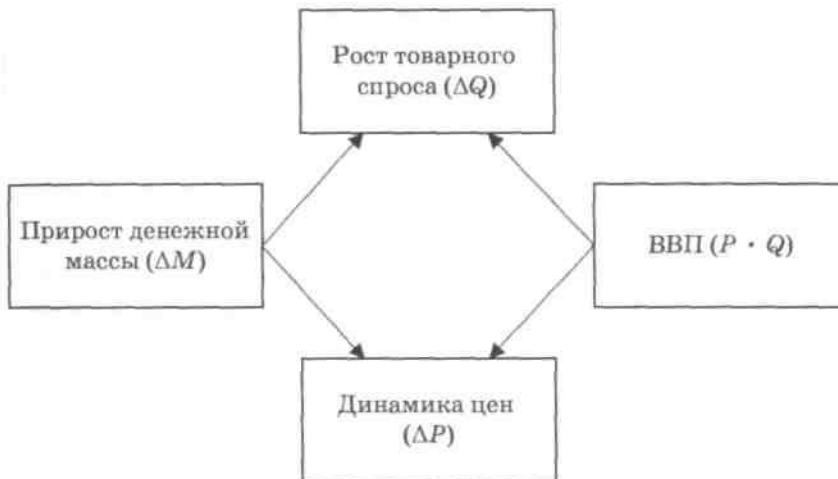 Рост товарного
спроса (ΔQ)
Прирост денежной
массы (ΔM)
ВВП (P · Q)
Динамика цен
(ΔP)